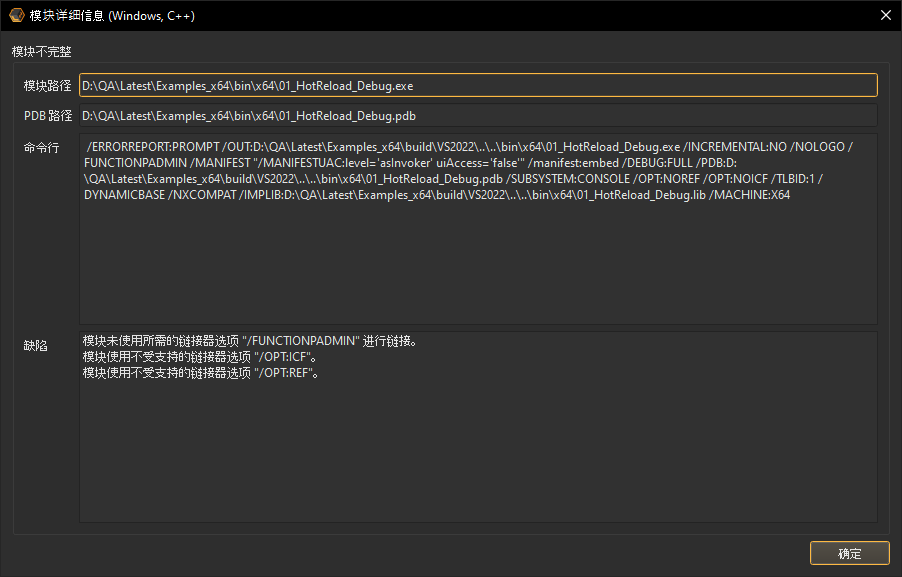 模块详细信息 (Windows, C++)
模块不完整
模块路径 D:\QA\Latest\Examples_x64\bin\x64\01_HotReload_Debug.exe
PDB 路径 D:\QA\Latest\Examples_x64\bin\x64\01_HotReload_Debug.pdb
命令行 /ERRORREPORT:PROMPT /OUT:D:\QA\Latest\Examples_x64\build\VS2022\..\..\bin\x64\01_HotReload_Debug.exe /INCREMENTAL:NO /NOLOGO /
FUNCTIONPADMIN /MANIFEST "/MANIFESTUAC:level='asInvoker' uiAccess='false'" /manifest:embed /DEBUG:FULL /PDB:D:
\QA\Latest\Examples_x64\build\VS2022\..\..\bin\x64\01_HotReload_Debug.pdb /SUBSYSTEM:CONSOLE /OPT:NOREF /OPT:NOICF /TLBID:1 /
DYNAMICBASE /NXCOMPAT /IMPLIB:D:\QA\Latest\Examples_x64\build\VS2022\..\..\bin\x64\01_HotReload_Debug.lib /MACHINE:X64
缺陷 模块未使用所需的链接器选项 "/FUNCTIONPADMIN" 进行链接。
模块使用不受支持的链接器选项 "/OPT:ICF"。
模块使用不受支持的链接器选项 "/OPT:REF"。
确定